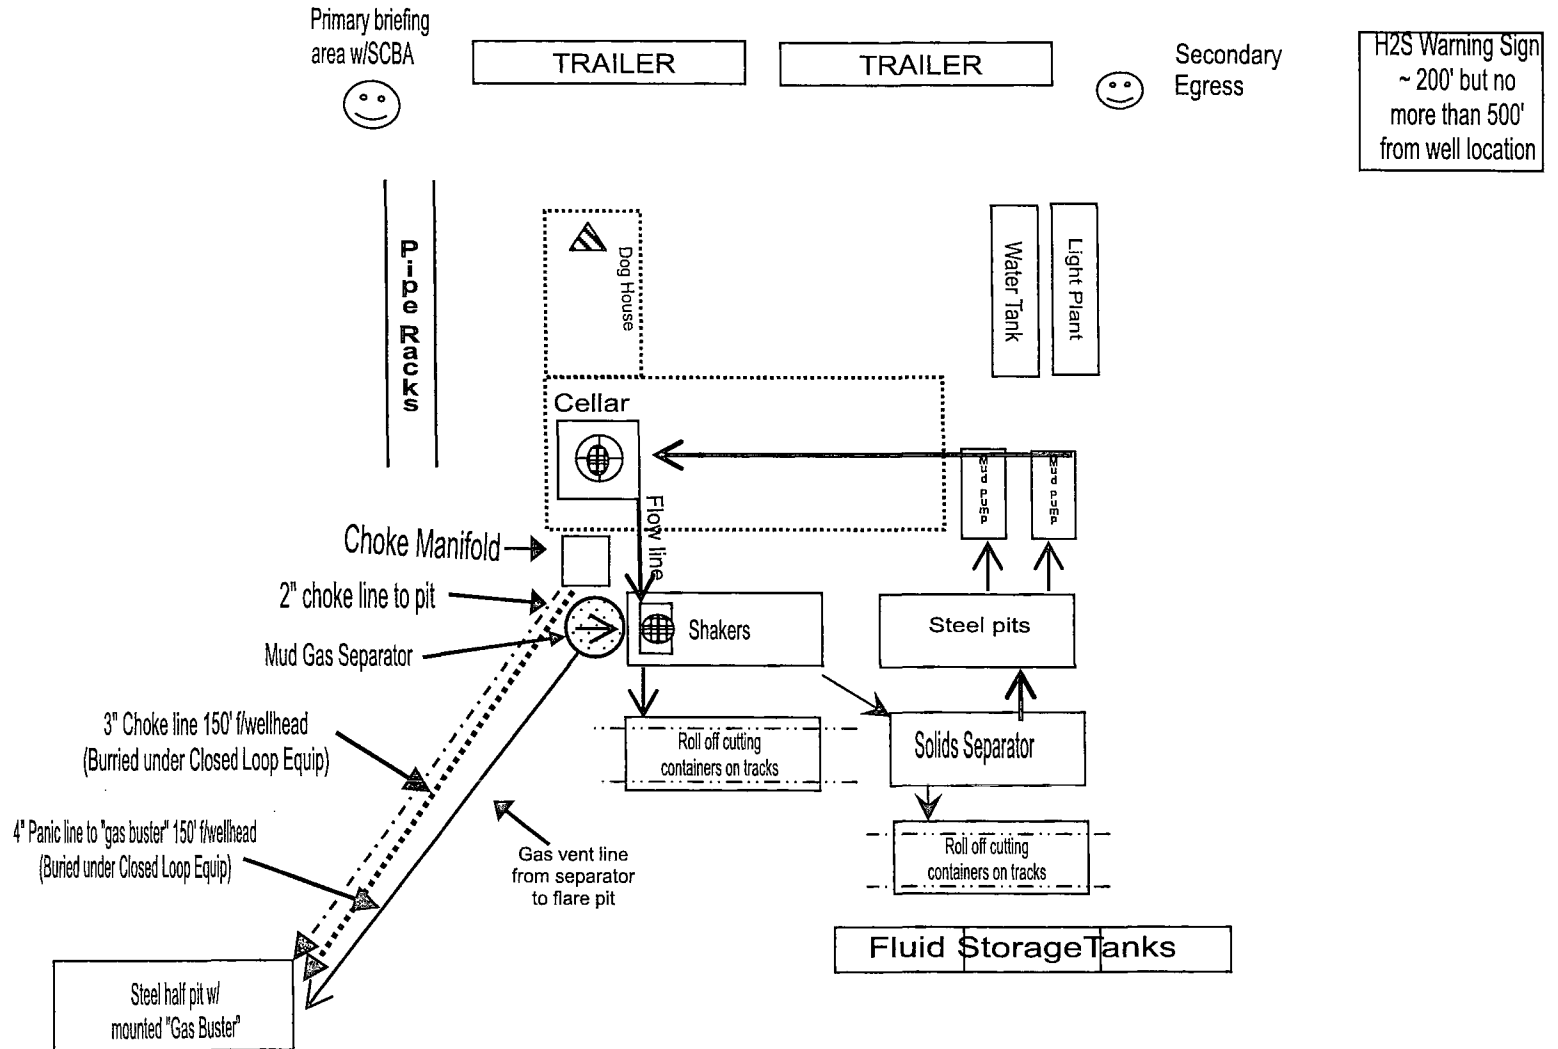 Primary briefing
area w/SCBA
TRAILER
TRAILER
Secondary
Egress
H2S Warning Sign
~ 200' but no
more than 500'
from well location
Pipe Racks
Dog House
Water Tank
Light Plant
Cellar
Mud pump
Mud pump
Flow line
Choke Manifold
2" choke line to pit
Mud Gas Separator
Shakers
Steel pits
3" Choke line 150' f/wellhead
(Burried under Closed Loop Equip)
Roll off cutting
containers on tracks
Solids Separator
4" Panic line to "gas buster" 150' f/wellhead
(Buried under Closed Loop Equip)
Gas vent line
from separator
to flare pit
Roll off cutting
containers on tracks
Fluid StorageTanks
Steel half pit w/
mounted "Gas Buster"